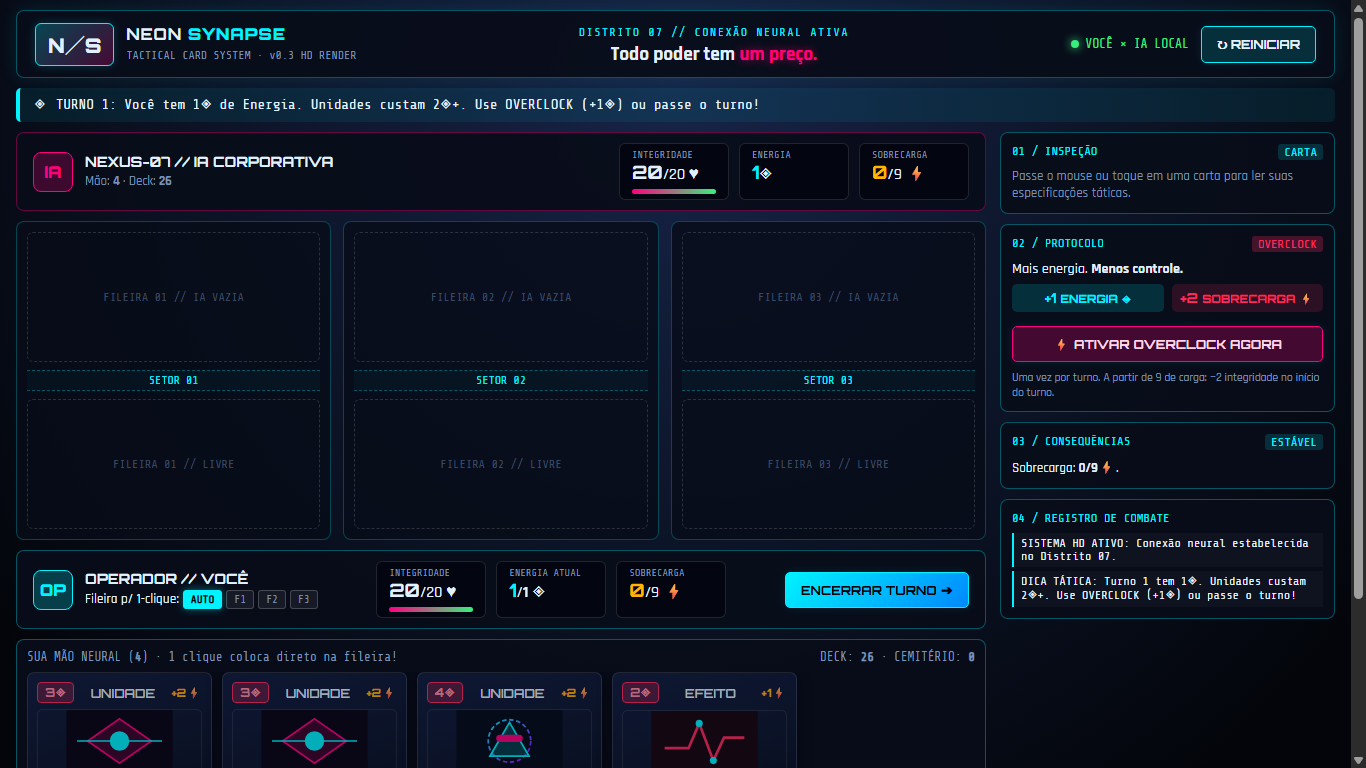 N/S
NEON SYNAPSE
TACTICAL CARD SYSTEM · v0.3 HD RENDER
DISTRITO 07 // CONEXÃO NEURAL ATIVA
Todo poder tem um preço.
VOCÊ × IA LOCAL
↻ REINICIAR
◈ TURNO 1: Você tem 1◈ de Energia. Unidades custam 2◈+. Use OVERCLOCK (+1◈) ou passe o turno!
IA
NEXUS-07 // IA CORPORATIVA
Mão: 4 · Deck: 26
INTEGRIDADE
20/20 ♥
ENERGIA
1◈
SOBRECARGA
0/9 ⚡
FILEIRA 01 // IA VAZIA
FILEIRA 02 // IA VAZIA
FILEIRA 03 // IA VAZIA
SETOR 01
SETOR 02
SETOR 03
FILEIRA 01 // LIVRE
FILEIRA 02 // LIVRE
FILEIRA 03 // LIVRE
OP
OPERADOR // VOCÊ
Fileira p/ 1-clique: AUTO F1 F2 F3
INTEGRIDADE
20/20 ♥
ENERGIA ATUAL
1/1 ◈
SOBRECARGA
0/9 ⚡
ENCERRAR TURNO ➔
SUA MÃO NEURAL (4) · 1 clique coloca direto na fileira!
DECK: 26 · CEMITÉRIO: 0
3◈ UNIDADE +2⚡
3◈ UNIDADE +2⚡
4◈ UNIDADE +2⚡
2◈ EFEITO +1⚡
01 / INSPEÇÃO
CARTA
Passe o mouse ou toque em uma carta para ler suas
especificações táticas.
02 / PROTOCOLO
OVERCLOCK
Mais energia. Menos controle.
+1 ENERGIA ◈
+2 SOBRECARGA ⚡
⚡ ATIVAR OVERCLOCK AGORA
Uma vez por turno. A partir de 9 de carga: −2 integridade no início
do turno.
03 / CONSEQUÊNCIAS
ESTÁVEL
Sobrecarga: 0/9 ⚡ .
04 / REGISTRO DE COMBATE
SISTEMA HD ATIVO: Conexão neural estabelecida
no Distrito 07.
DICA TÁTICA: Turno 1 tem 1◈. Unidades custam
2◈+. Use OVERCLOCK (+1◈) ou passe o turno!